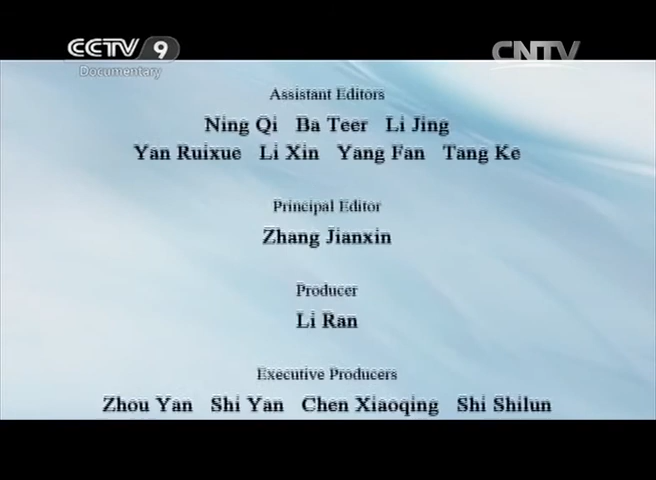 CCTV 9
Documentary
CNTV
Assistant Editors
Ning Qi Ba Teer Li Jing
Yan Ruixue Li Xin Yang Fan Tang Ke
Principal Editor
Zhang Jianxin
Producer
Li Ran
Executive Producers
Zhou Yan Shi Yan Chen Xiaoqing Shi Shilun